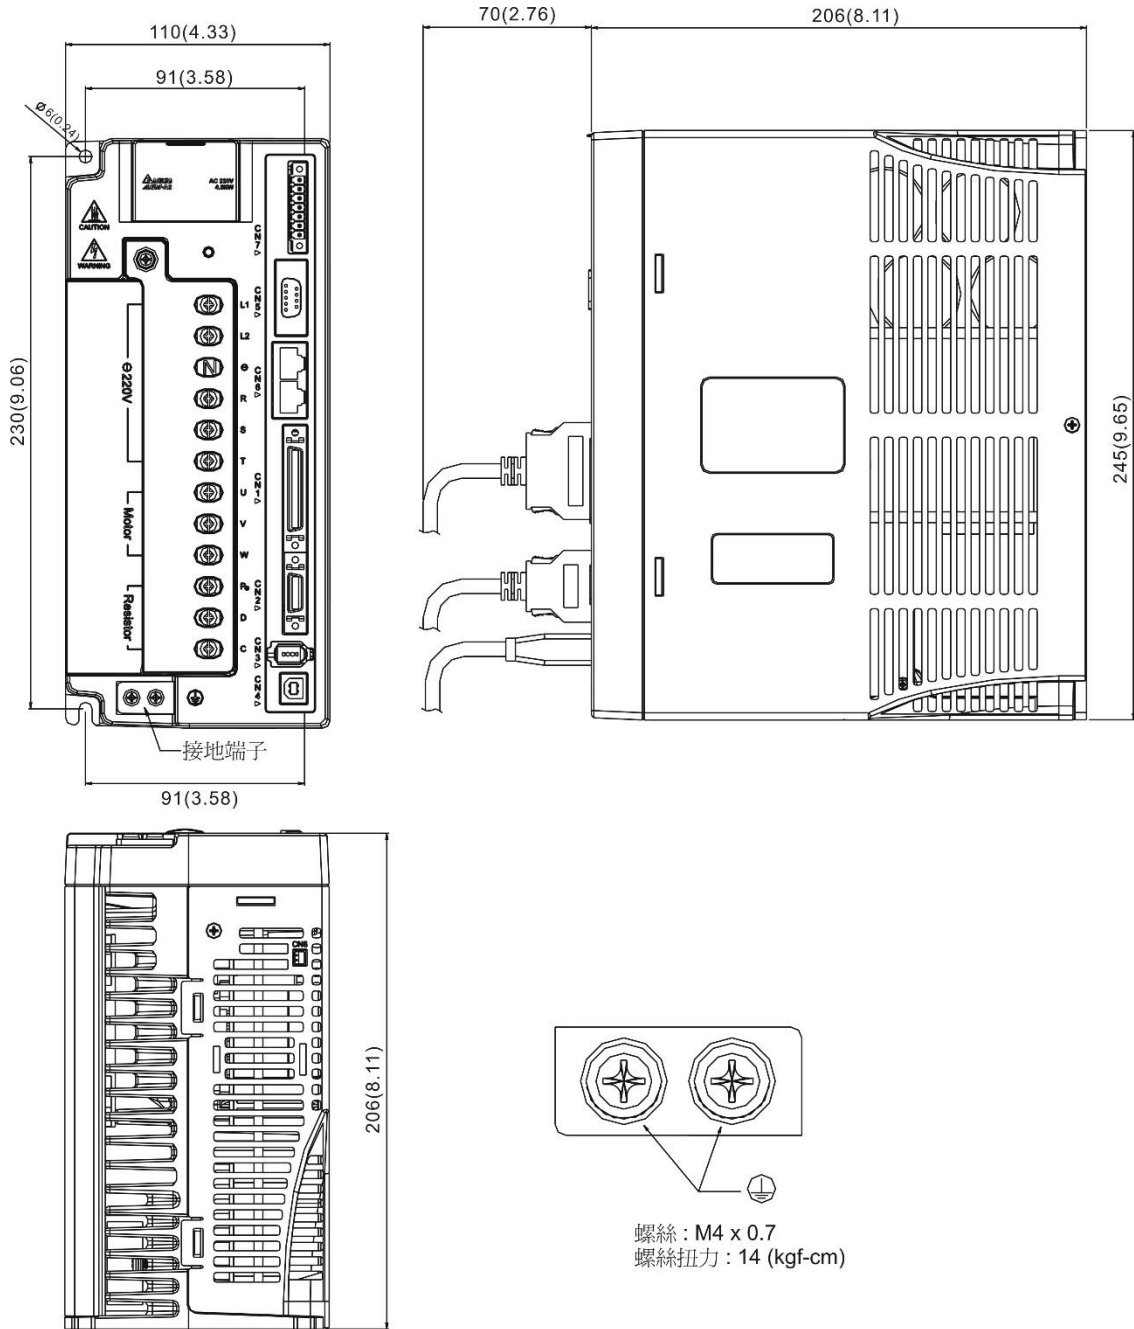 70(2.76)
206(8.11)
110(4.33)
91(3.58)
Ø6(0.24)
AC 220V
CAUTION
WARNING
CN7
CN5
CN6
CN1
CN2
CN3
CN4
L1
L2
⊖
R
S
T
U
V
W
P⊕
D
C
220V
Motor
Resistor
230(9.06)
245(9.65)
接地端子
91(3.58)
CN8
206(8.11)
螺絲 : M4 x 0.7
螺絲扭力 : 14 (kgf-cm)